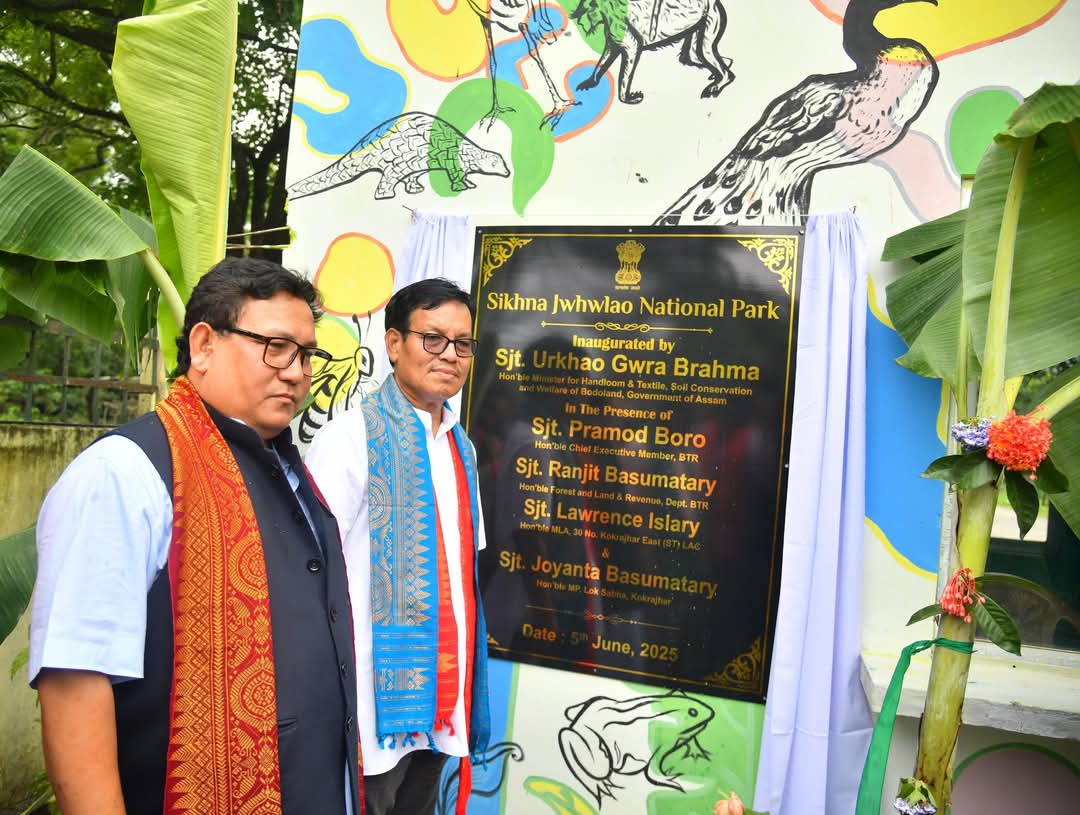 Sikhna Jwhwlao National Park
Inaugurated by
Sjt. Urkhao Gwra Brahma
Hon'ble Minister for Handloom & Textile, Soil Conservation
and Welfare of Bodoland, Government of Assam
in The Presence of
Sjt. Pramod Boro
Hon'ble Chief Executive Member, BTR
Sjt. Ranjit Basumatary
Hon'ble Forest and Land & Revenue, Dept. BTR
Sjt. Lawrence Islary
Hon'ble MLA, 30 No. Kokrajhar East (ST) LAC
&
Sjt. Joyanta Basumatary
Hon'ble MP, Lok Sabha, Kokrajhar
Date : 5th June, 2025